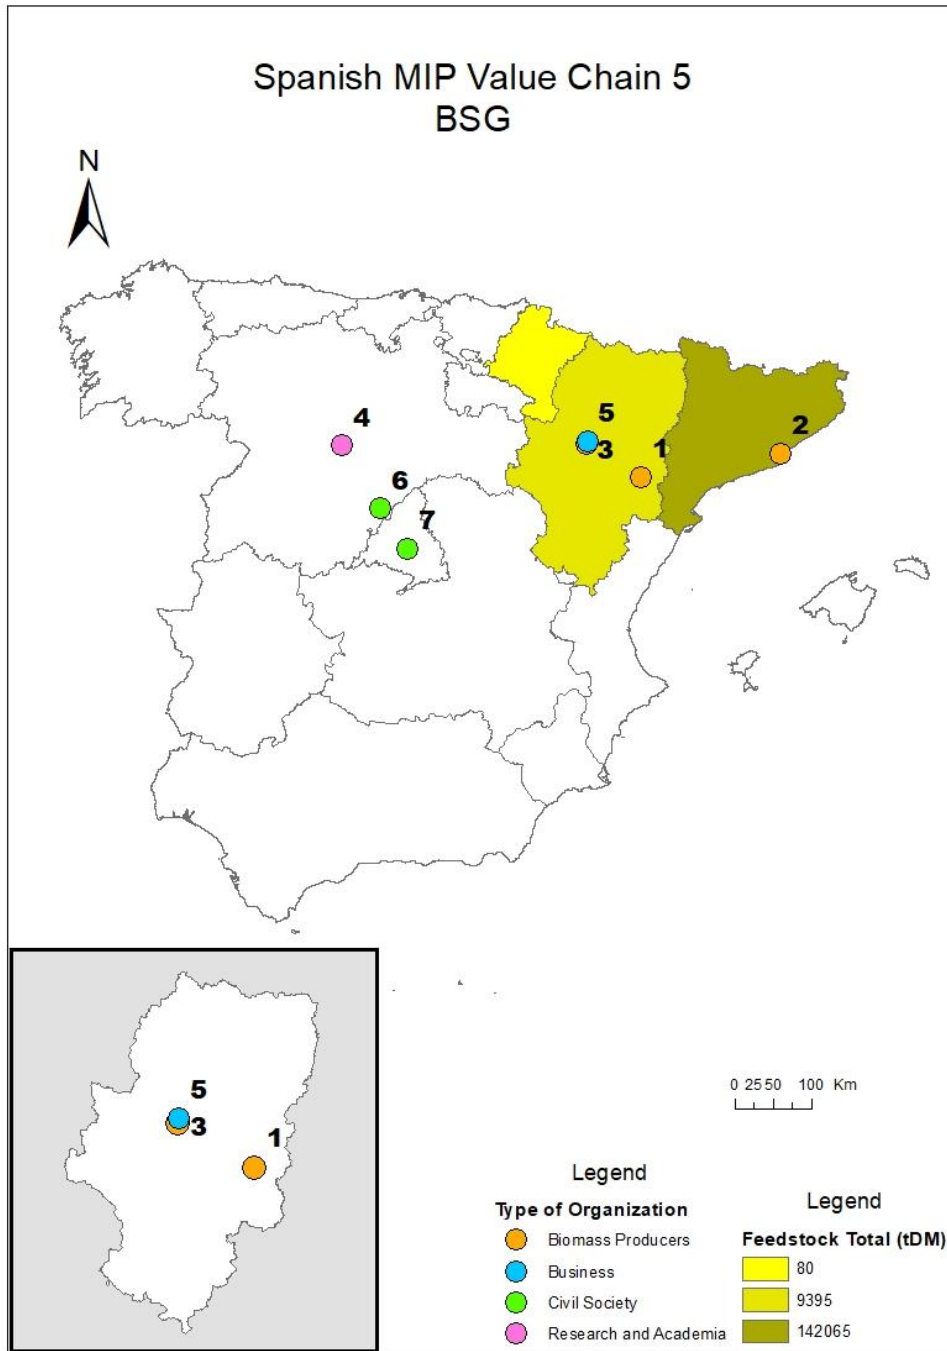 Spanish MIP Value Chain 5
BSG
N
4
5
3
1
2
6
7
5
3
1
0 25 50 100 Km
Legend
Type of Organization
Biomass Producers
Business
Civil Society
Research and Academia
Legend
Feedstock Total (tDM)
80
9395
142065